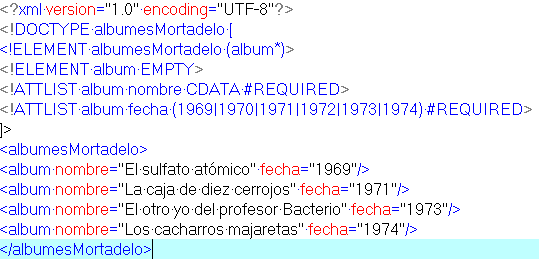 <?xml version="1.0" encoding="UTF-8"?>
<!DOCTYPE albumesMortadelo [
<!ELEMENT albumesMortadelo (album*)>
<!ELEMENT album EMPTY>
<!ATTLIST album nombre CDATA #REQUIRED>
<!ATTLIST album fecha (1969|1970|1971|1972|1973|1974) #REQUIRED>
]>
<albumesMortadelo>
<album nombre="El sulfato atómico" fecha="1969"/>
<album nombre="La caja de diez cerrojos" fecha="1971"/>
<album nombre="El otro yo del profesor Bacterio" fecha="1973"/>
<album nombre="Los cacharros majaretas" fecha="1974"/>
</albumesMortadelo>